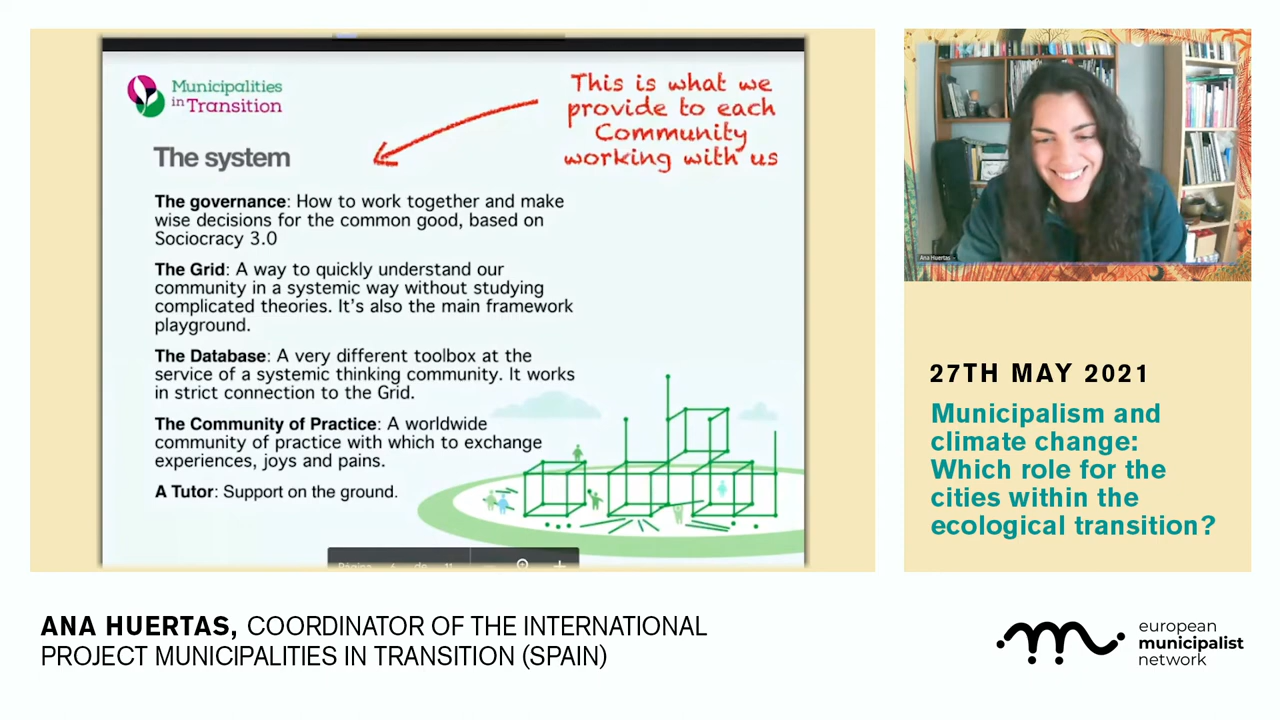 Municipalities
in Transition
This is what we
provide to each
Community
working with us
The system
The governance: How to work together and make
wise decisions for the common good, based on
Sociocracy 3.0
The Grid: A way to quickly understand our
community in a systemic way without studying
complicated theories. It’s also the main framework
playground.
The Database: A very different toolbox at the
service of a systemic thinking community. It works
in strict connection to the Grid.
The Community of Practice: A worldwide
community of practice with which to exchange
experiences, joys and pains.
A Tutor: Support on the ground.
Ana Huertas
27TH MAY 2021
Municipalism and
climate change:
Which role for the
cities within the
ecological transition?
ANA HUERTAS, COORDINATOR OF THE INTERNATIONAL
PROJECT MUNICIPALITIES IN TRANSITION (SPAIN)
european
municipalist
network